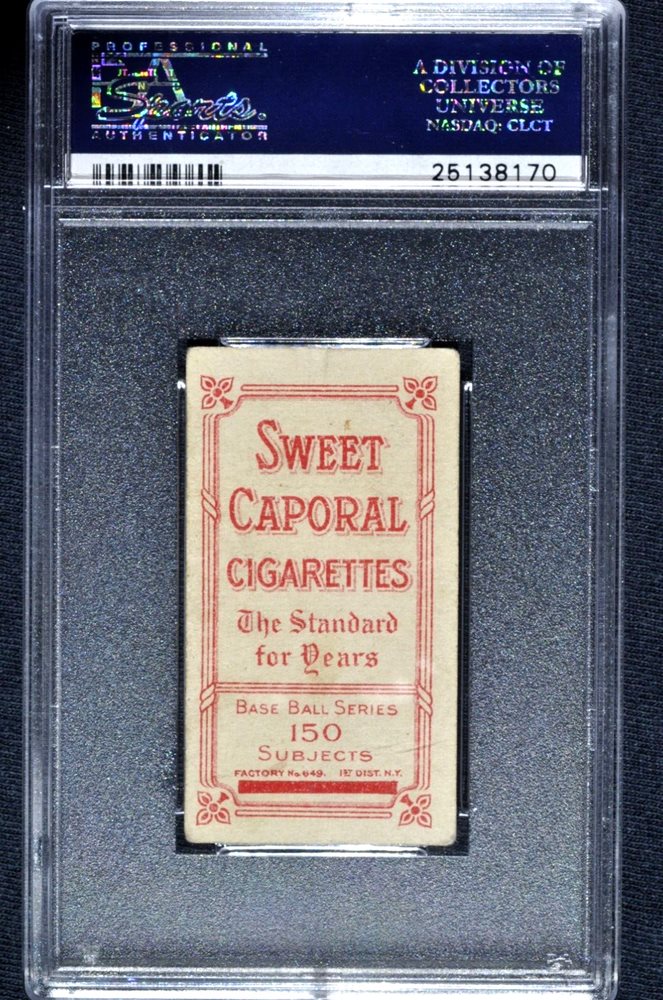 PROFESSIONAL
Sports
AUTHENTICATOR
A DIVISION OF
COLLECTORS
UNIVERSE
NASDAQ: CLCT
25138170
SWEET
CAPORAL
CIGARETTES
The Standard
for Years
BASE BALL SERIES
150
SUBJECTS
FACTORY No. 649. 1ST DIST. N.Y.